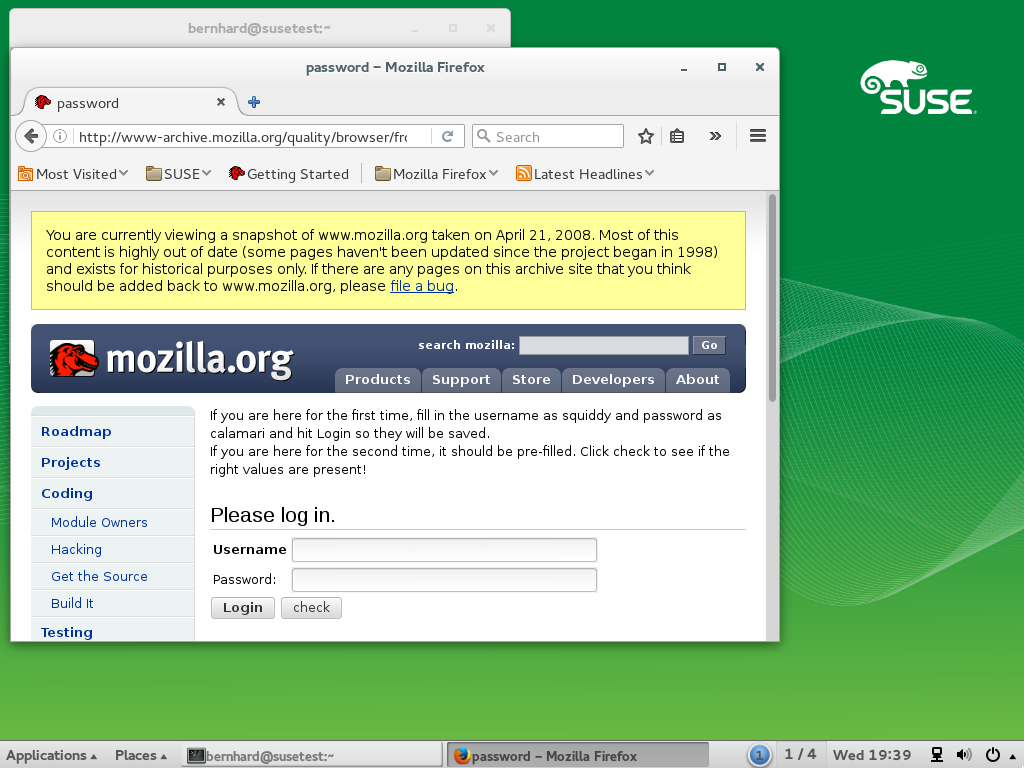 bernhard@susetest:~
password – Mozilla Firefox
password
http://www-archive.mozilla.org/quality/browser/fro
Search
Most Visited
SUSE
Getting Started
Mozilla Firefox
Latest Headlines
SUSE
You are currently viewing a snapshot of www.mozilla.org taken on April 21, 2008. Most of this
content is highly out of date (some pages haven't been updated since the project began in 1998)
and exists for historical purposes only. If there are any pages on this archive site that you think
should be added back to www.mozilla.org, please file a bug.
mozilla.org
search mozilla:
Go
Products
Support
Store
Developers
About
Roadmap
Projects
Coding
Module Owners
Hacking
Get the Source
Build It
Testing
If you are here for the first time, fill in the username as squiddy and password as
calamari and hit Login so they will be saved.
If you are here for the second time, it should be pre-filled. Click check to see if the
right values are present!
Please log in.
Username
Password:
Login
check
Applications
Places
bernhard@susetest:~
password – Mozilla Firefox
1
1 / 4
Wed 19:39